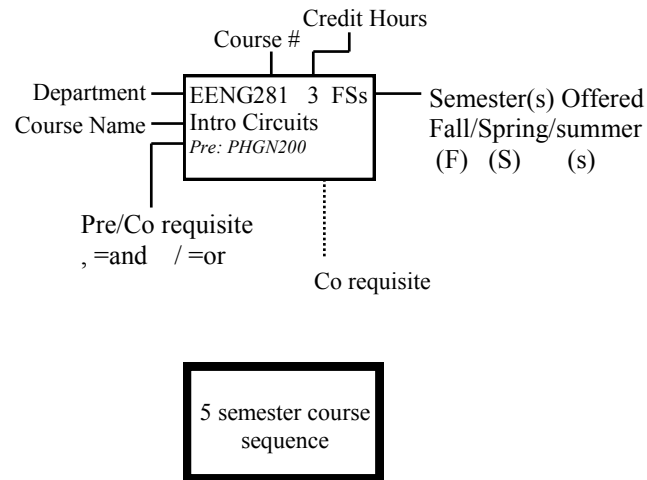 Credit Hours
Course #
Department
EENG281 3 FSs
Semester(s) Offered
Course Name
Intro Circuits
Fall/Spring/summer
Pre: PHGN200
(F) (S) (s)
Pre/Co requisite
, =and / =or
Co requisite
5 semester course
sequence